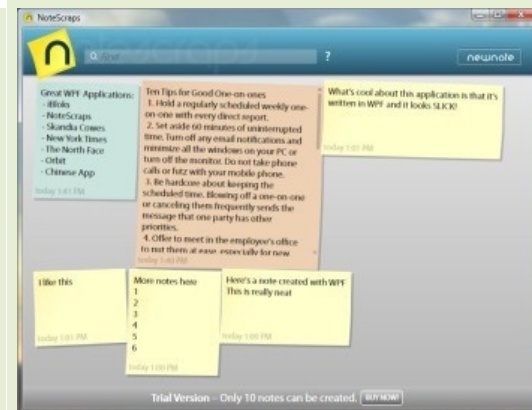 NoteScraps
n
Find
?
newnote
Great WPF Applications:
- NoteScraps
- Skandia Cowes
- New York Times
- The North Face
- Orbit
- Chinese App
today 1:41 PM
Ten Tips for Good One-on-ones
1. Hold a regularly scheduled weekly one-
on-one with every direct report.
2. Set aside 60 minutes of uninterrupted
time. Turn off any email notifications and
minimize all the windows on your PC or
turn off the monitor. Do not take phone
calls or futz with your mobile phone.
3. Be hardcore about keeping the
scheduled time. Blowing off a one-on-one
or canceling them frequently sends the
message that one party has other
priorities.
4. Offer to meet in the employee's office
to put them at ease, especially for new
today 1:40 PM
What's cool about this application is that it's
written in WPF and it looks SLICK!
today 1:01 PM
I like this
today 1:01 PM
More notes here
1
2
3
4
5
6
today 1:00 PM
Here's a note created with WPF
This is really neat
today 1:00 PM
Trial Version – Only 10 notes can be created.
BUY NOW!